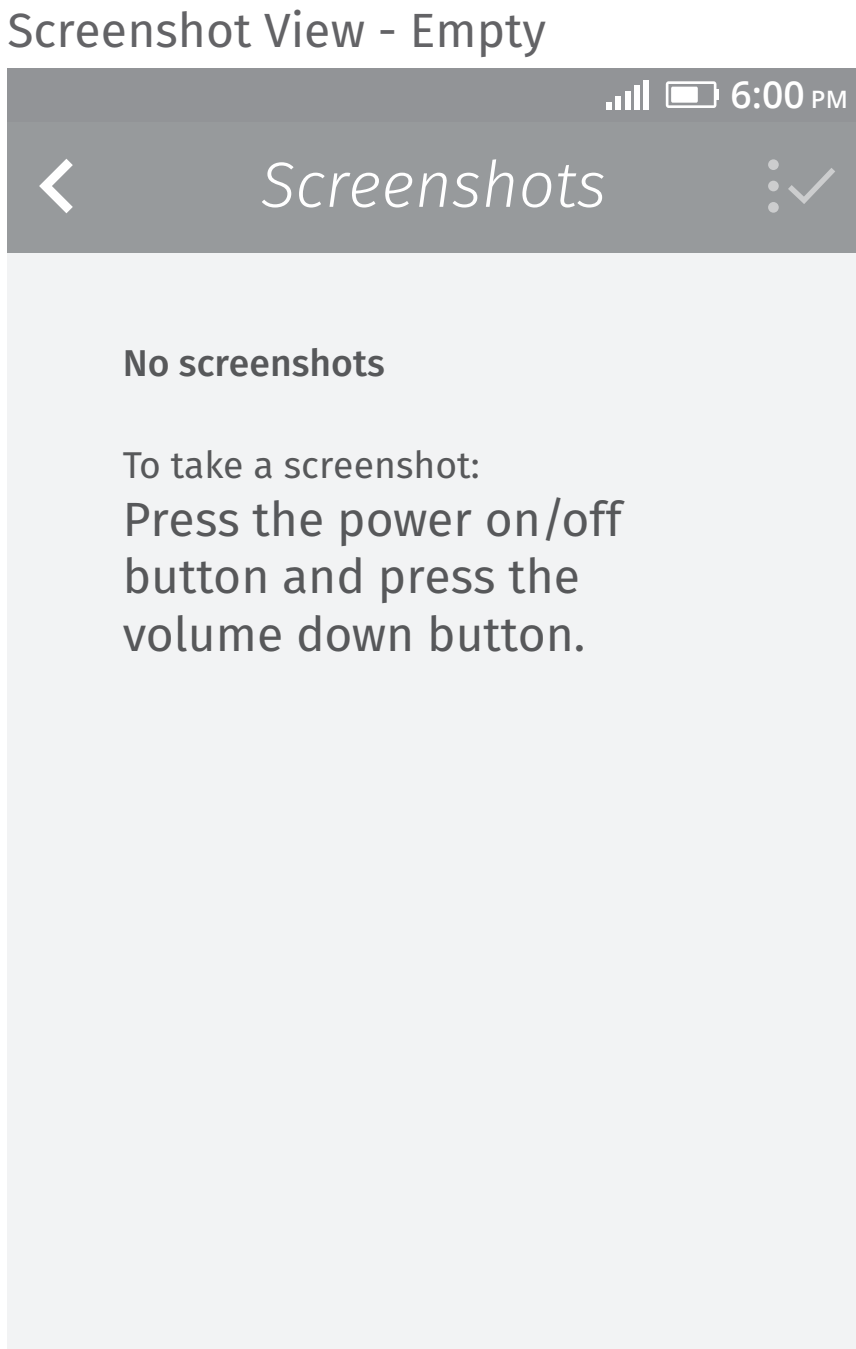 Screenshot View - Empty
6:00 PM
Screenshots
No screenshots
To take a screenshot:
Press the power on/off
button and press the
volume down button.